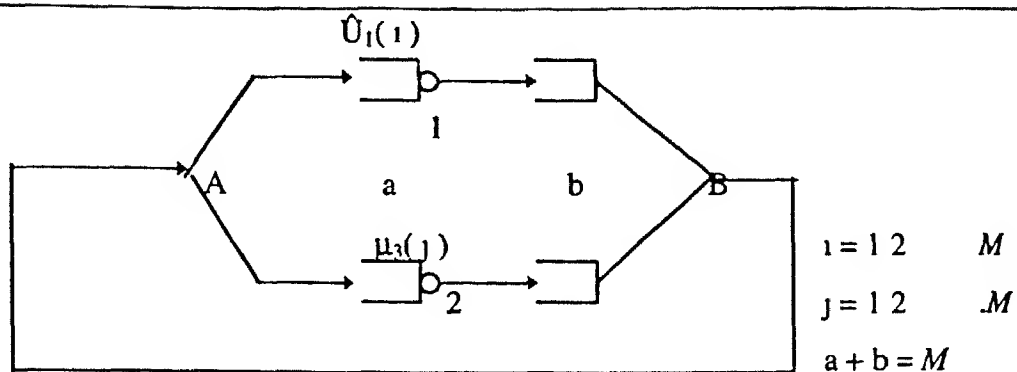 Û₁(ı)
1
A a b B
μ₃(ȷ)
2
ı = 1 2 M
ȷ = 1 2 .M
a + b = M